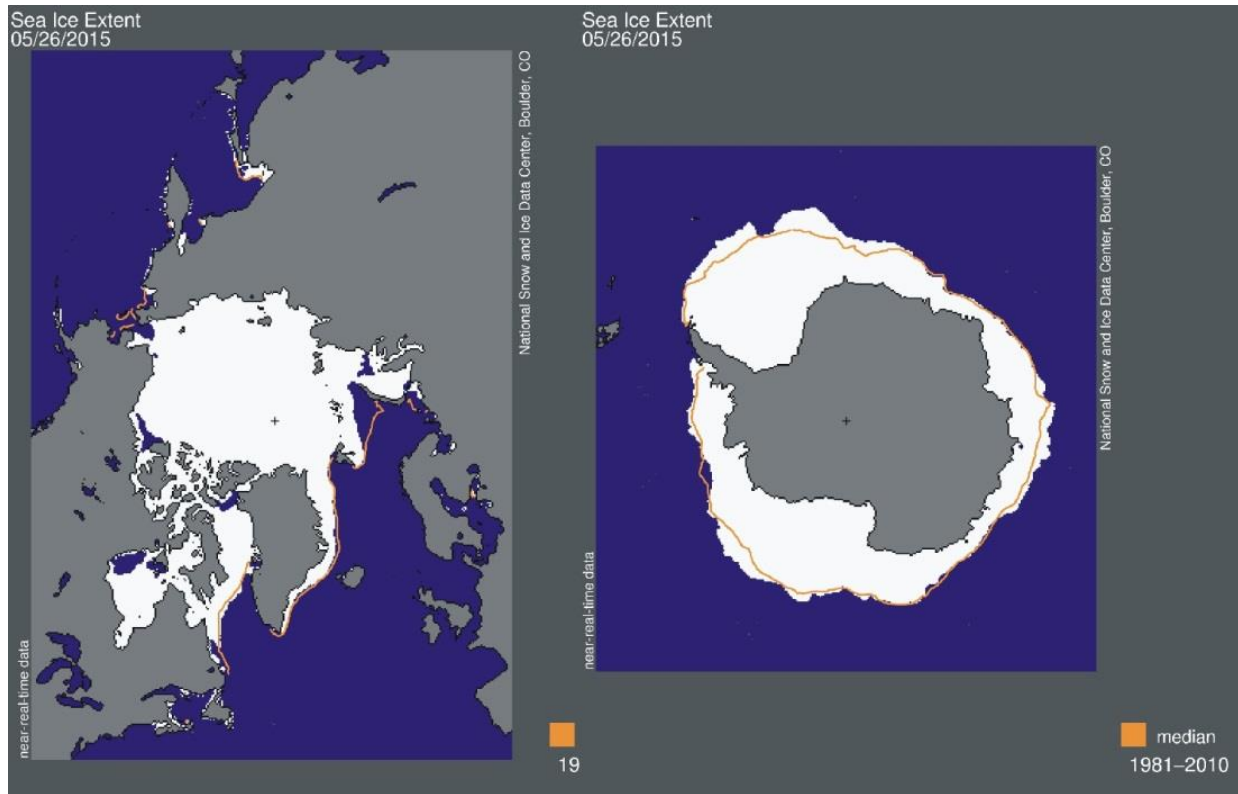 Sea Ice Extent
05/26/2015
National Snow and Ice Data Center, Boulder, CO
near-real-time data
19
Sea Ice Extent
05/26/2015
National Snow and Ice Data Center, Boulder, CO
near-real-time data
median
1981–2010